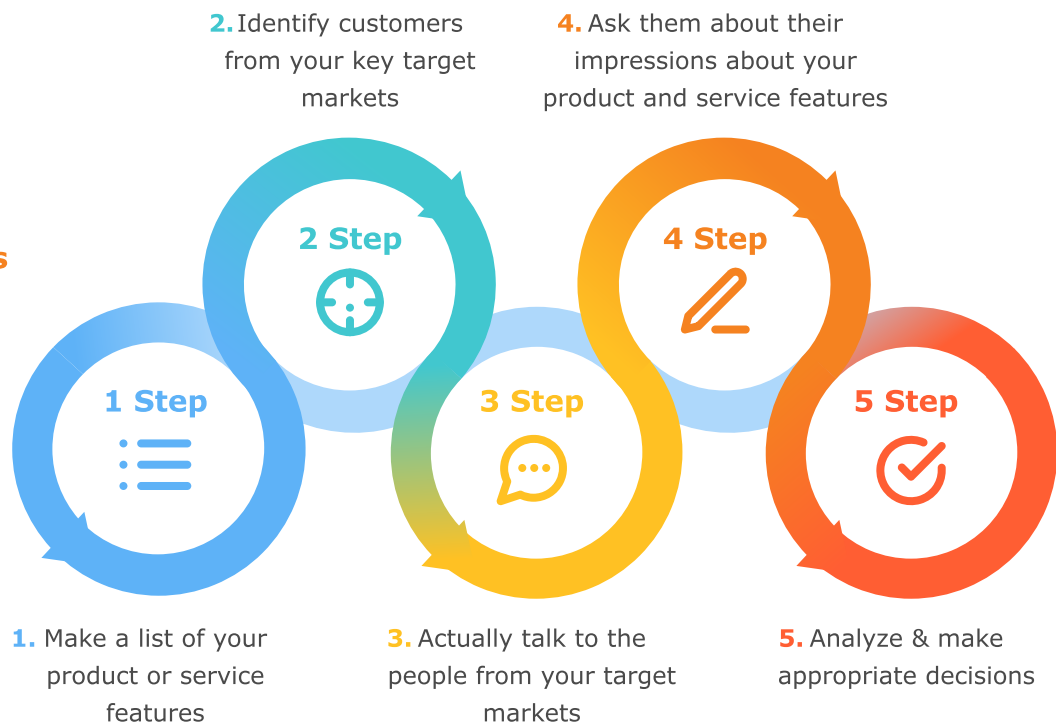 2. Identify customers
from your key target
markets
4. Ask them about their
impressions about your
product and service features
2 Step
4 Step
s
1 Step
3 Step
5 Step
1. Make a list of your
product or service
features
3. Actually talk to the
people from your target
markets
5. Analyze & make
appropriate decisions